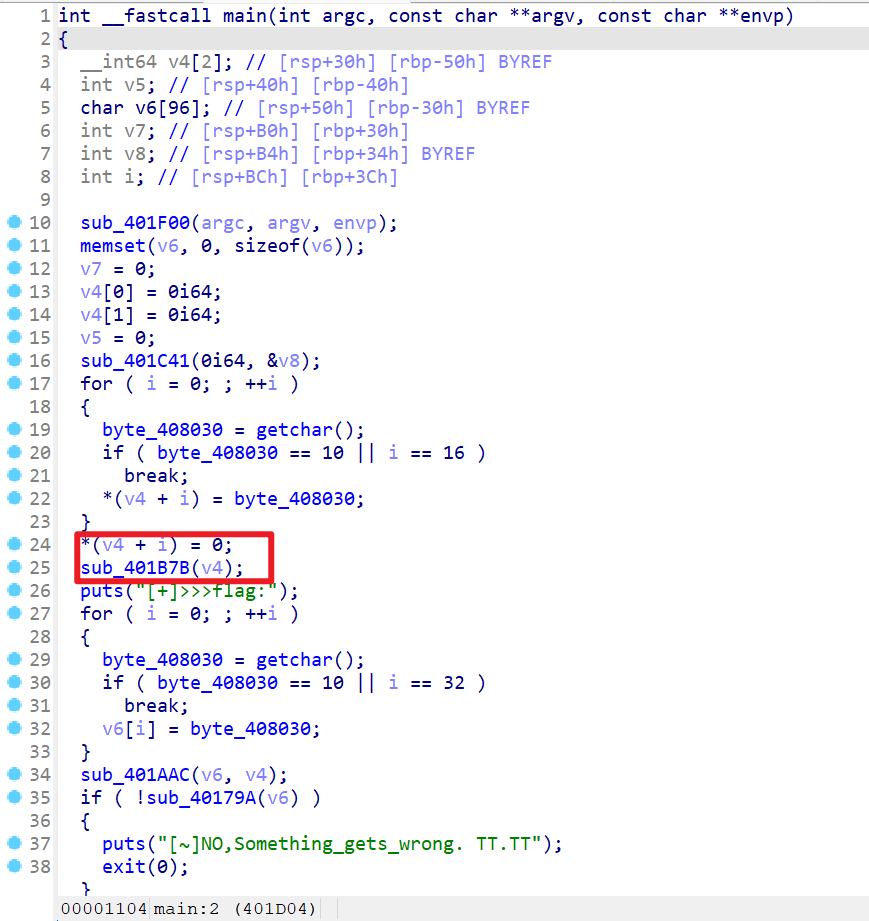 1 int __fastcall main(int argc, const char **argv, const char **envp)
2 {
3   __int64 v4[2]; // [rsp+30h] [rbp-50h] BYREF
4   int v5; // [rsp+40h] [rbp-40h]
5   char v6[96]; // [rsp+50h] [rbp-30h] BYREF
6   int v7; // [rsp+B0h] [rbp+30h]
7   int v8; // [rsp+B4h] [rbp+34h] BYREF
8   int i; // [rsp+BCh] [rbp+3Ch]
9
10   sub_401F00(argc, argv, envp);
11   memset(v6, 0, sizeof(v6));
12   v7 = 0;
13   v4[0] = 0i64;
14   v4[1] = 0i64;
15   v5 = 0;
16   sub_401C41(0i64, &v8);
17   for ( i = 0; ; ++i )
18   {
19     byte_408030 = getchar();
20     if ( byte_408030 == 10 || i == 16 )
21       break;
22     *(v4 + i) = byte_408030;
23   }
24   *(v4 + i) = 0;
25   sub_401B7B(v4);
26   puts("[+]>>>flag:");
27   for ( i = 0; ; ++i )
28   {
29     byte_408030 = getchar();
30     if ( byte_408030 == 10 || i == 32 )
31       break;
32     v6[i] = byte_408030;
33   }
34   sub_401AAC(v6, v4);
35   if ( !sub_40179A(v6) )
36   {
37     puts("[~]NO,Something_gets_wrong. TT.TT");
38     exit(0);
}
00001104 main:2 (401D04)